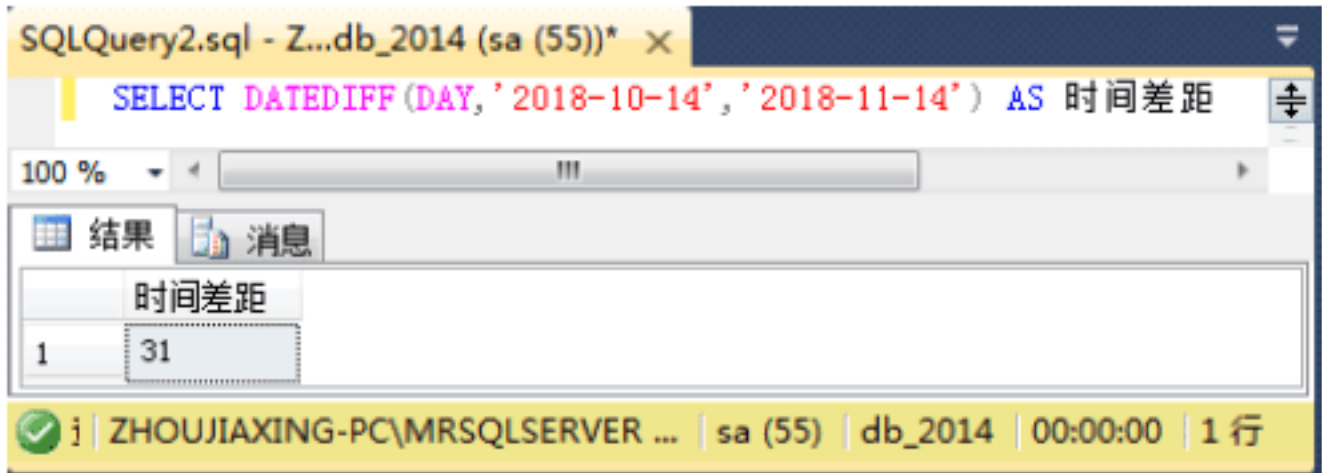 SQLQuery2.sql - Z...db_2014 (sa (55))*
SELECT DATEDIFF(DAY,'2018-10-14','2018-11-14') AS 时间差距
100 %
结果 消息
时间差距
1 31
ZHOUJIAXING-PC\MRSQLSERVER ... sa (55) db_2014 00:00:00 1 行